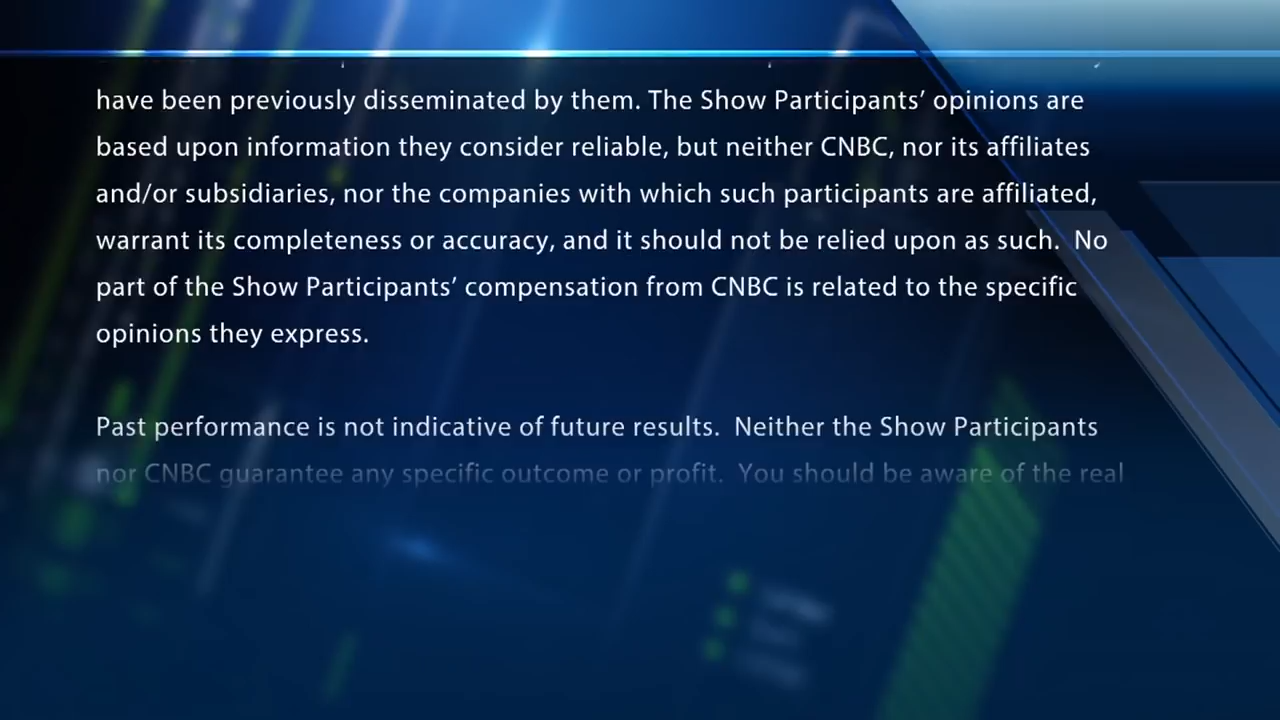 have been previously disseminated by them. The Show Participants’ opinions are
based upon information they consider reliable, but neither CNBC, nor its affiliates
and/or subsidiaries, nor the companies with which such participants are affiliated,
warrant its completeness or accuracy, and it should not be relied upon as such.  No
part of the Show Participants’ compensation from CNBC is related to the specific
opinions they express.
Past performance is not indicative of future results.  Neither the Show Participants
nor CNBC guarantee any specific outcome or profit.  You should be aware of the real